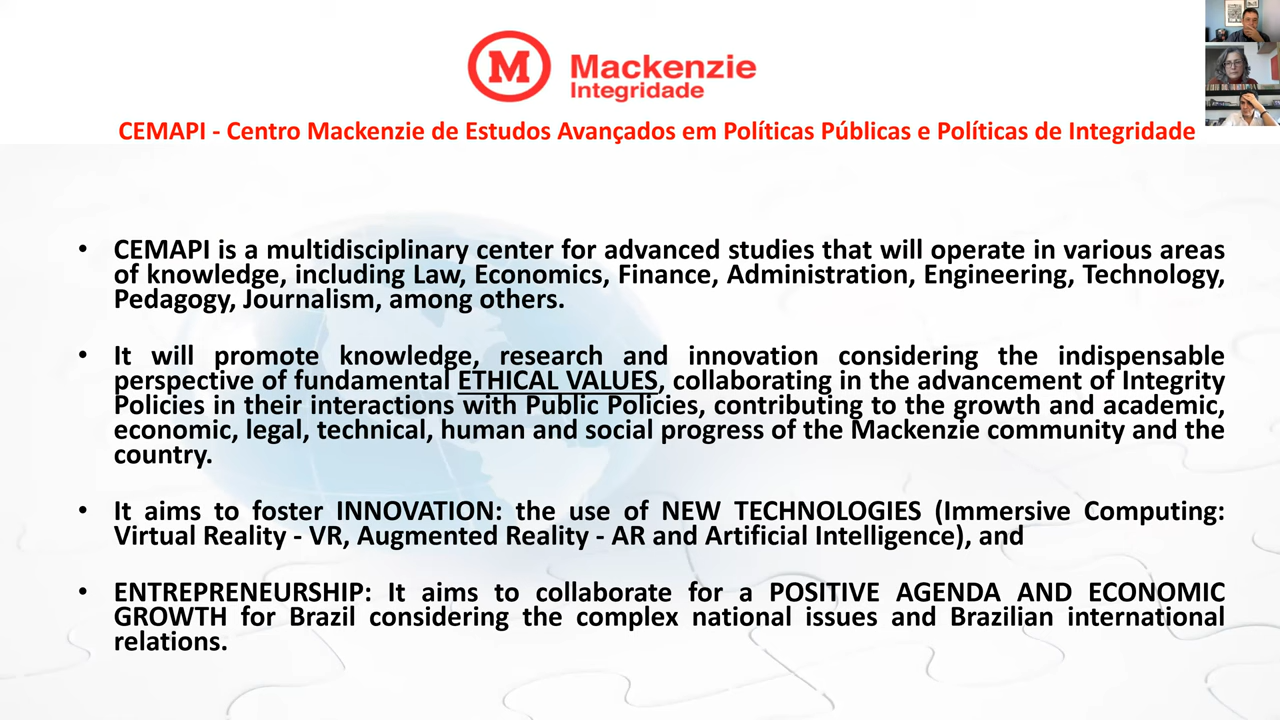 M Mackenzie
Integridade
CEMAPI - Centro Mackenzie de Estudos Avançados em Políticas Públicas e Políticas de Integridade
• CEMAPI is a multidisciplinary center for advanced studies that will operate in various areas
of knowledge, including Law, Economics, Finance, Administration, Engineering, Technology,
Pedagogy, Journalism, among others.
• It will promote knowledge, research and innovation considering the indispensable
perspective of fundamental ETHICAL VALUES, collaborating in the advancement of Integrity
Policies in their interactions with Public Policies, contributing to the growth and academic,
economic, legal, technical, human and social progress of the Mackenzie community and the
country.
• It aims to foster INNOVATION: the use of NEW TECHNOLOGIES (Immersive Computing:
Virtual Reality - VR, Augmented Reality - AR and Artificial Intelligence), and
• ENTREPRENEURSHIP: It aims to collaborate for a POSITIVE AGENDA AND ECONOMIC
GROWTH for Brazil considering the complex national issues and Brazilian international
relations.